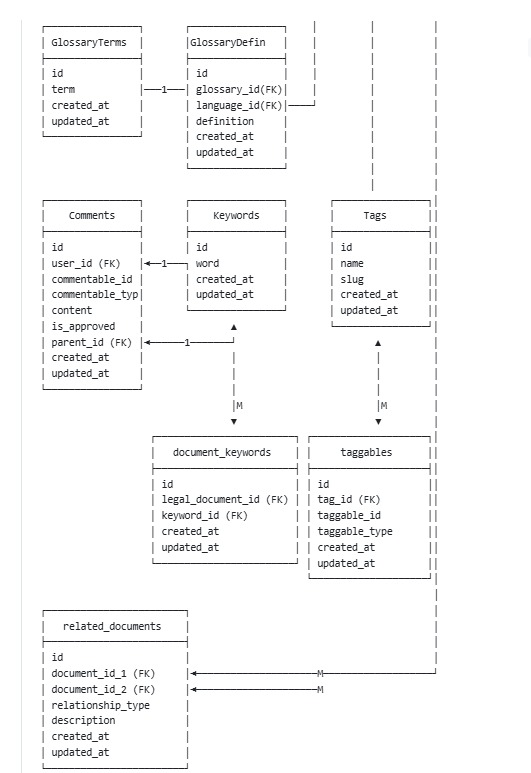 GlossaryTerms
id
term
created_at
updated_at
1
GlossaryDefin
id
glossary_id(FK)
language_id(FK)
definition
created_at
updated_at
Comments
id
user_id (FK)
commentable_id
commentable_typ
content
is_approved
parent_id (FK)
created_at
updated_at
1
1
Keywords
id
word
created_at
updated_at
Tags
id
name
slug
created_at
updated_at
M
M
document_keywords
id
legal_document_id (FK)
keyword_id (FK)
created_at
updated_at
taggables
id
tag_id (FK)
taggable_id
taggable_type
created_at
updated_at
related_documents
id
document_id_1 (FK)
document_id_2 (FK)
relationship_type
description
created_at
updated_at
M
M